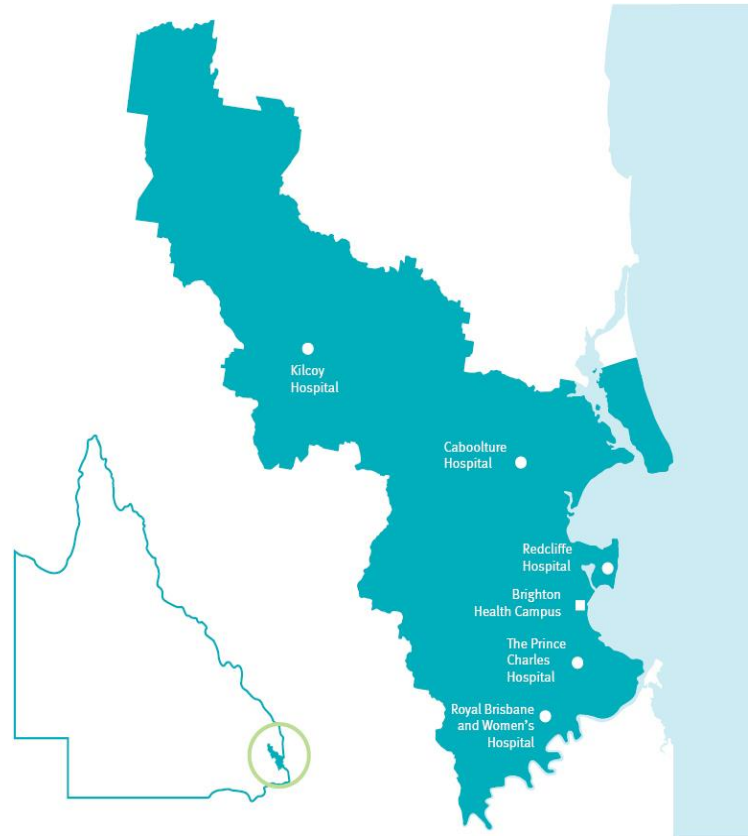 Kilcoy
Hospital
Caboolture
Hospital
Redcliffe
Hospital
Brighton
Health Campus
The Prince
Charles
Hospital
Royal Brisbane
and Women's
Hospital